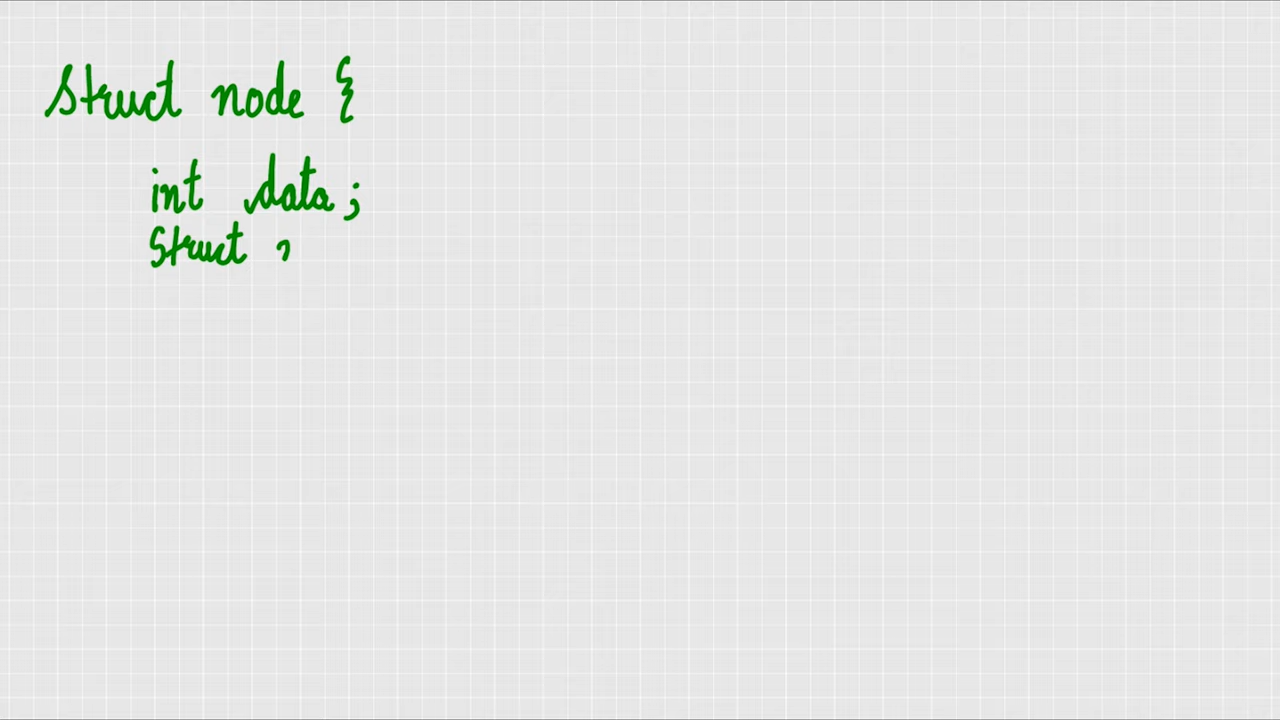 struct node {
int data;
struct